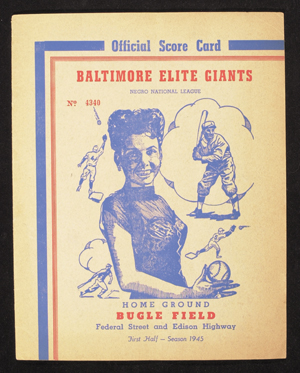 Official Score Card
BALTIMORE ELITE GIANTS
NEGRO NATIONAL LEAGUE
Nº 4340
HOME GROUND
BUGLE FIELD
Federal Street and Edison Highway
First Half — Season 1945